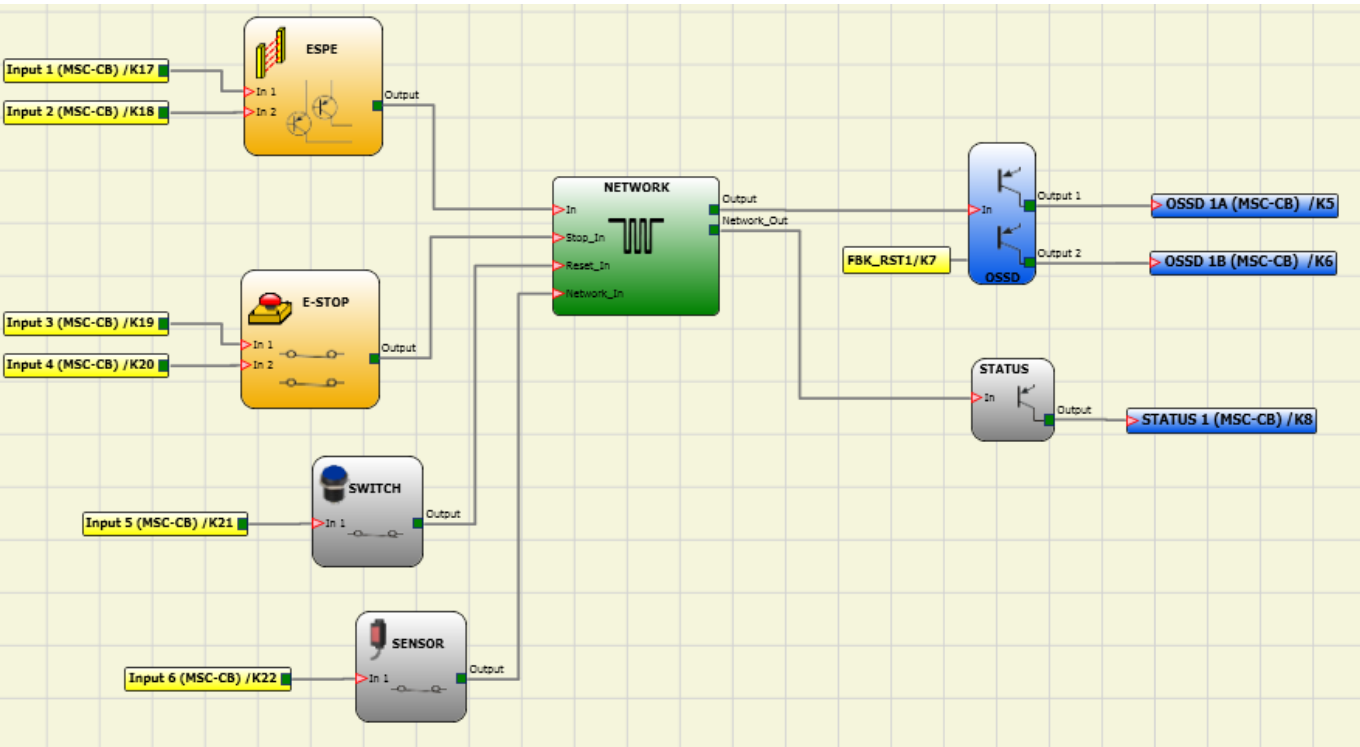 ESPE
Input 1 (MSC-CB) /K17
In 1
Output
Input 2 (MSC-CB) /K18
In 2
NETWORK
In
Output
Stop_In
Network_Out
Reset_In
Network_In
In
Output 1
OSSD 1A (MSC-CB) /K5
FBK_RST1/K7
Output 2
OSSD 1B (MSC-CB) /K6
OSSD
E-STOP
Input 3 (MSC-CB) /K19
In 1
Output
Input 4 (MSC-CB) /K20
In 2
STATUS
In
Output
STATUS 1 (MSC-CB) /K8
SWITCH
Input 5 (MSC-CB) /K21
In 1
Output
SENSOR
Input 6 (MSC-CB) /K22
In 1
Output